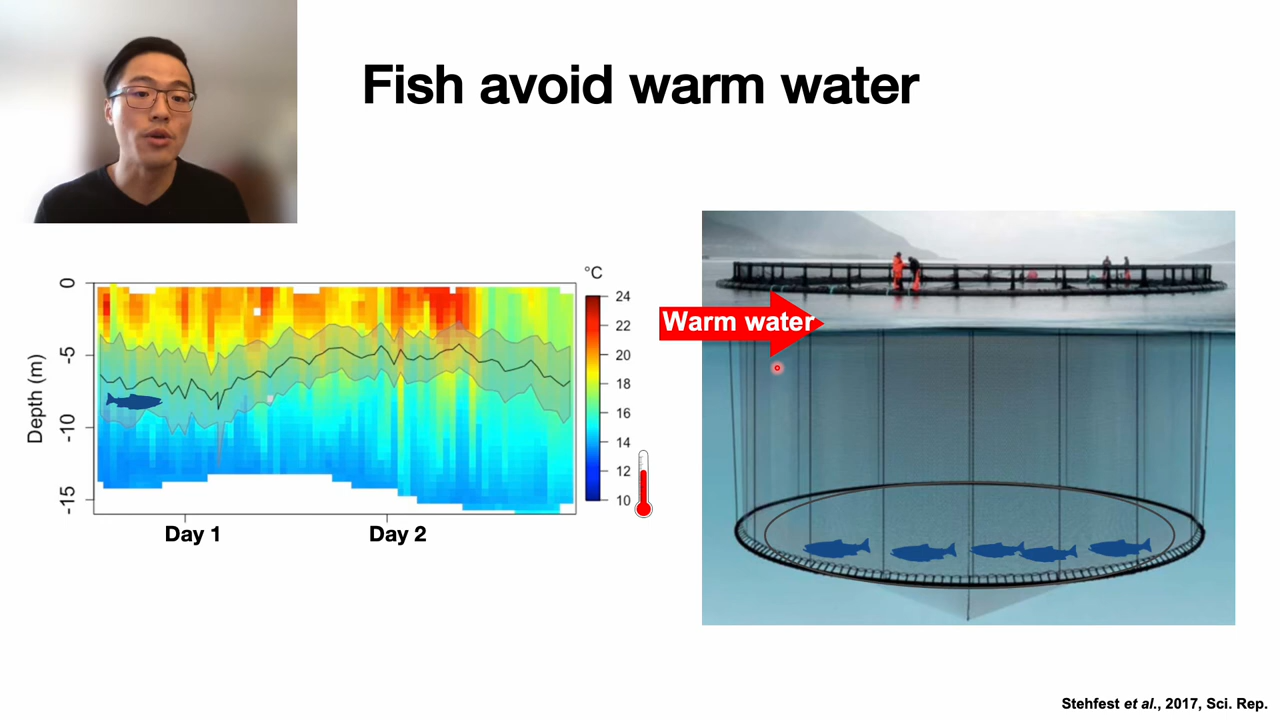 Fish avoid warm water
°C
0
-5
-10
-15
Depth (m)
24
22
20
18
16
14
12
10
Day 1
Day 2
Warm water
Stehfest et al., 2017, Sci. Rep.